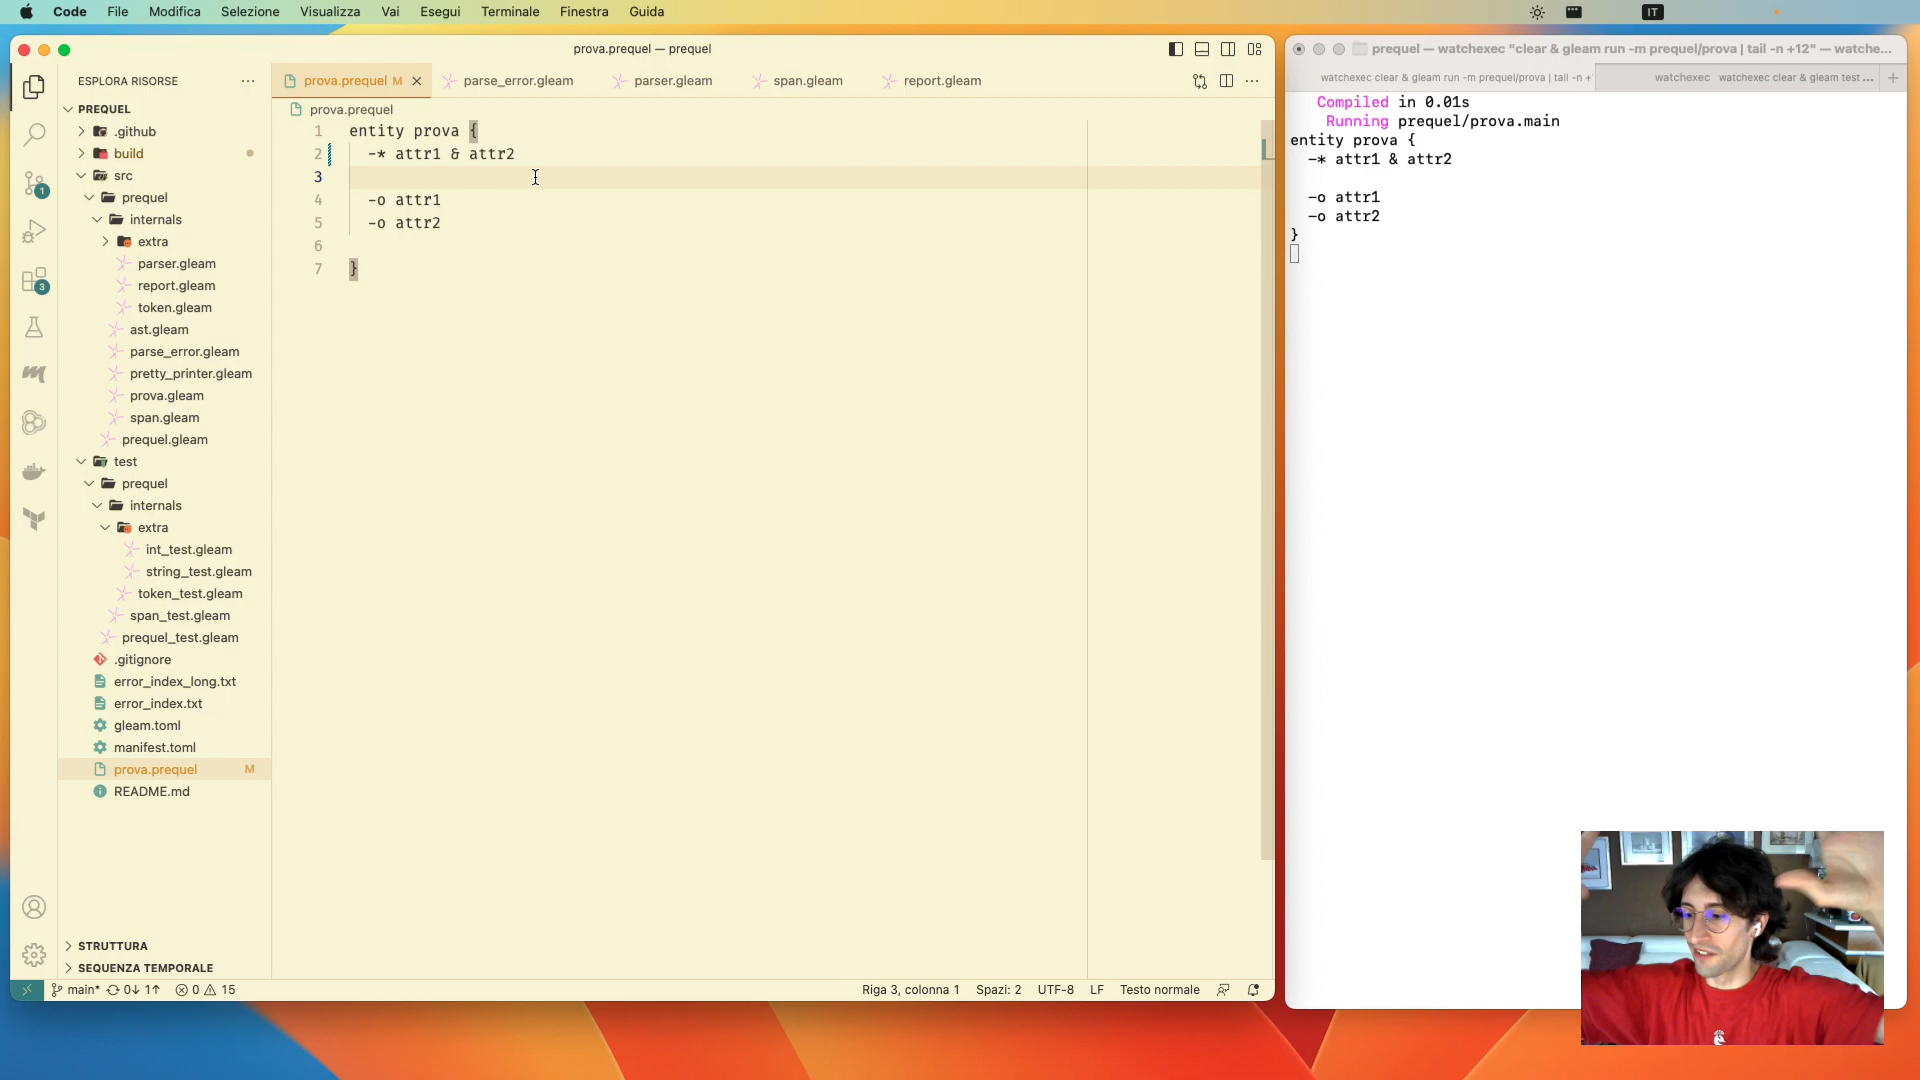 Code File Modifica Selezione Visualizza Vai Esegui Terminale Finestra Guida IT
prova.prequel — prequel
ESPLORA RISORSE
PREQUEL
.github
build
src
prequel
internals
extra
parser.gleam
report.gleam
token.gleam
ast.gleam
parse_error.gleam
pretty_printer.gleam
prova.gleam
span.gleam
prequel.gleam
test
prequel
internals
extra
int_test.gleam
string_test.gleam
token_test.gleam
span_test.gleam
prequel_test.gleam
.gitignore
error_index_long.txt
error_index.txt
gleam.toml
manifest.toml
prova.prequel M
README.md
STRUTTURA
SEQUENZA TEMPORALE
1
3
prova.prequel M parse_error.gleam parser.gleam span.gleam report.gleam
prova.prequel
1 entity prova {
2 -* attr1 & attr2
3
4 -o attr1
5 -o attr2
6
7 }
main* 0↓ 1↑ 0 15 Riga 3, colonna 1 Spazi: 2 UTF-8 LF Testo normale
prequel — watchexec "clear & gleam run -m prequel/prova | tail -n +12" — watche...
watchexec clear & gleam run -m prequel/prova | tail -n + watchexec watchexec clear & gleam test ...
Compiled in 0.01s
Running prequel/prova.main
entity prova {
-* attr1 & attr2
-o attr1
-o attr2
}